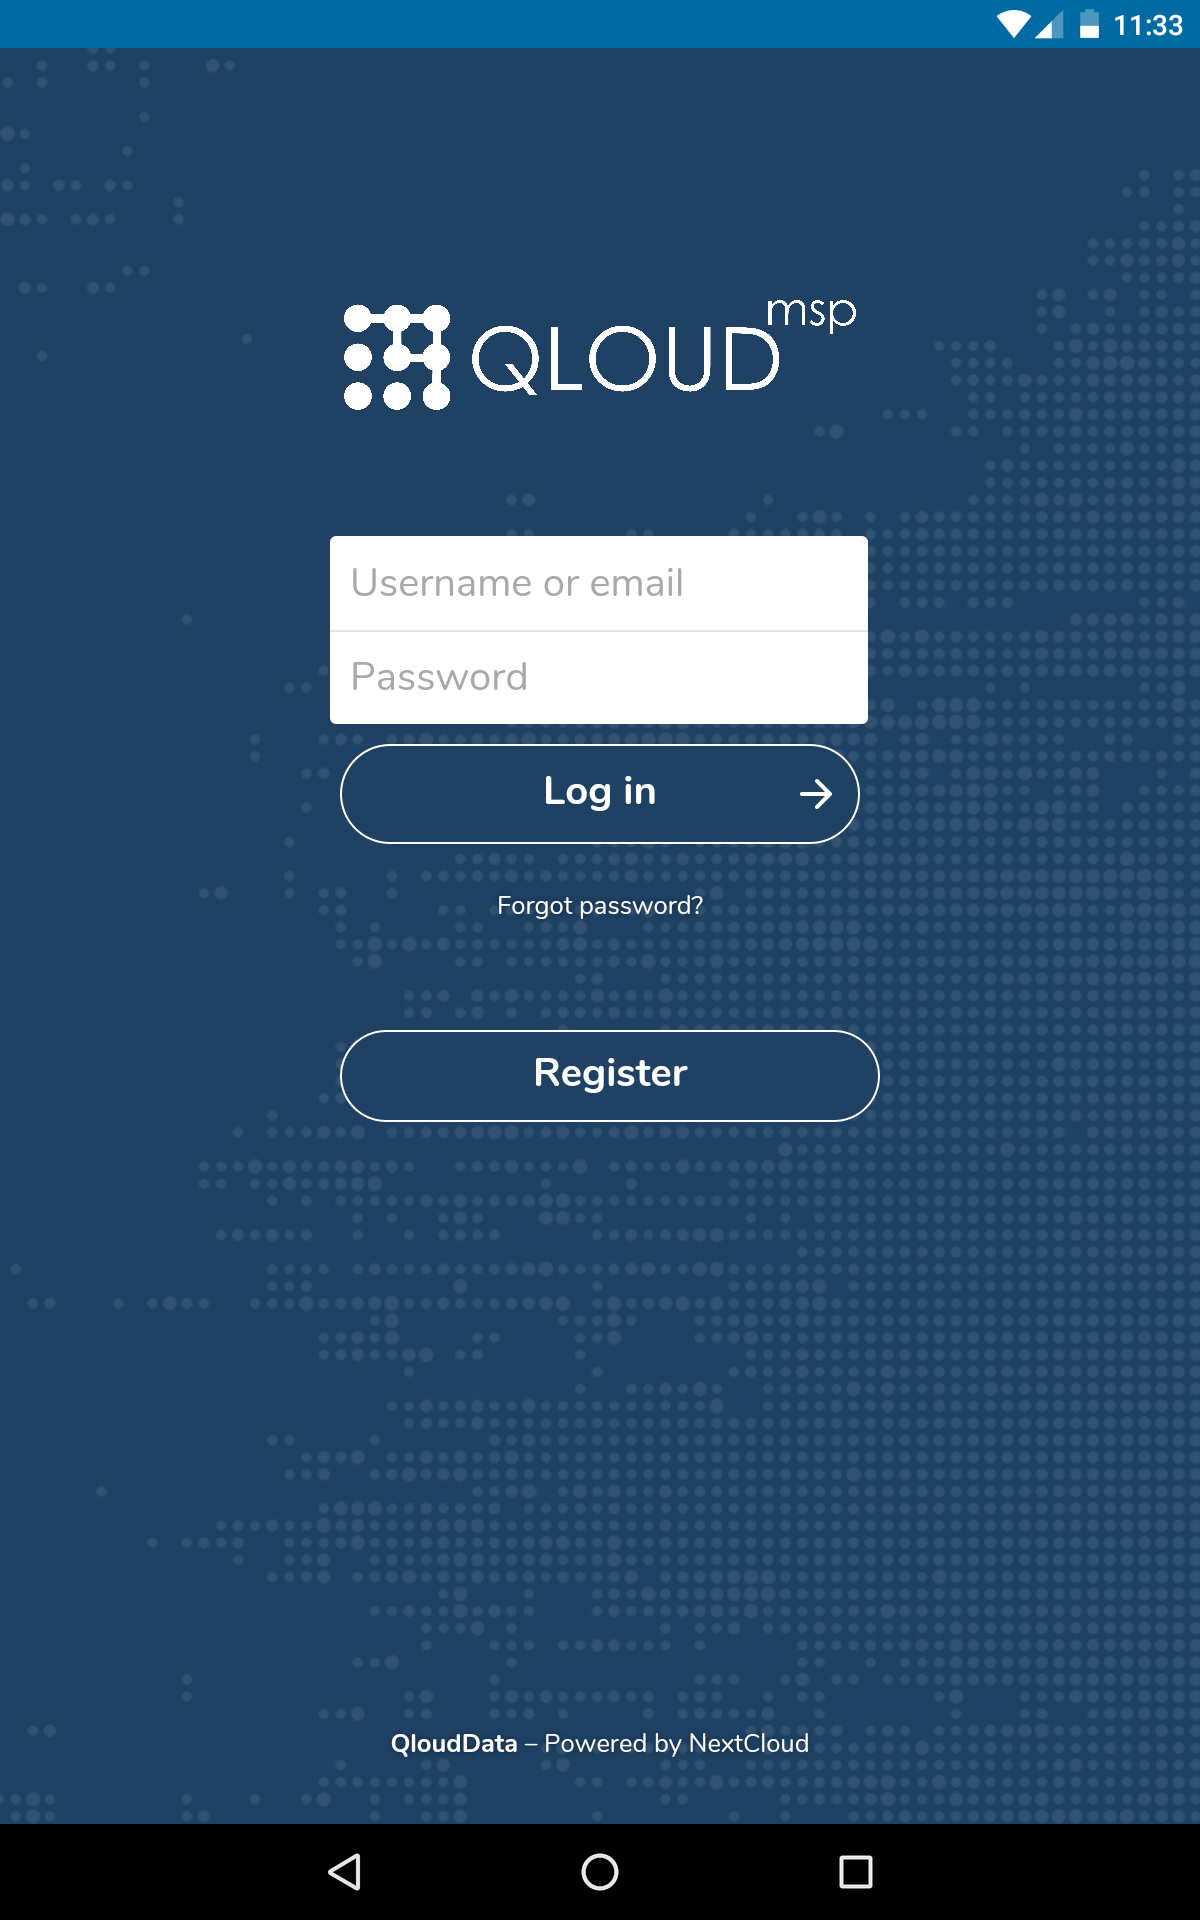 11:33
QLOUD msp
Username or email
Password
Log in
Forgot password?
Register
QloudData – Powered by NextCloud